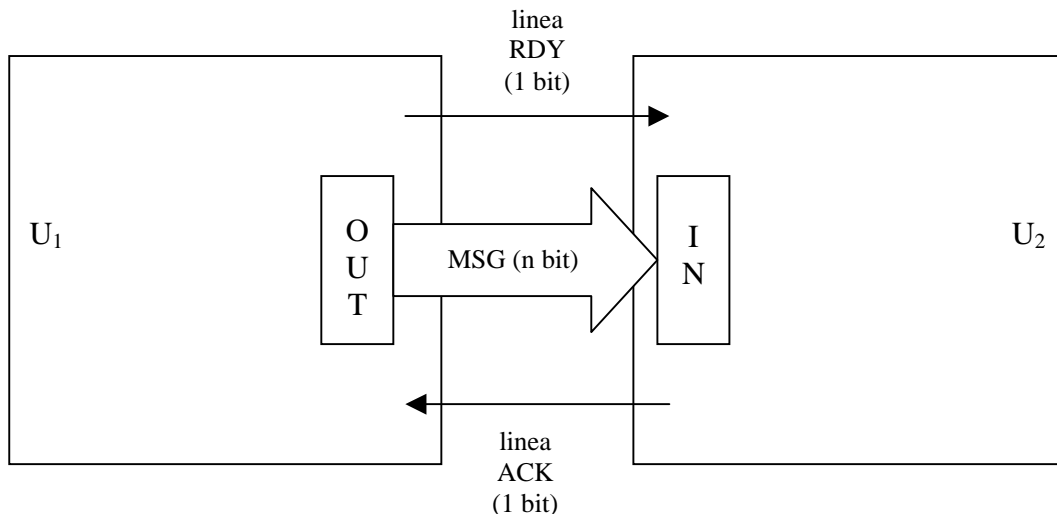 linea
RDY
(1 bit)
U₁
O
U
T
MSG (n bit)
I
N
U₂
linea
ACK
(1 bit)